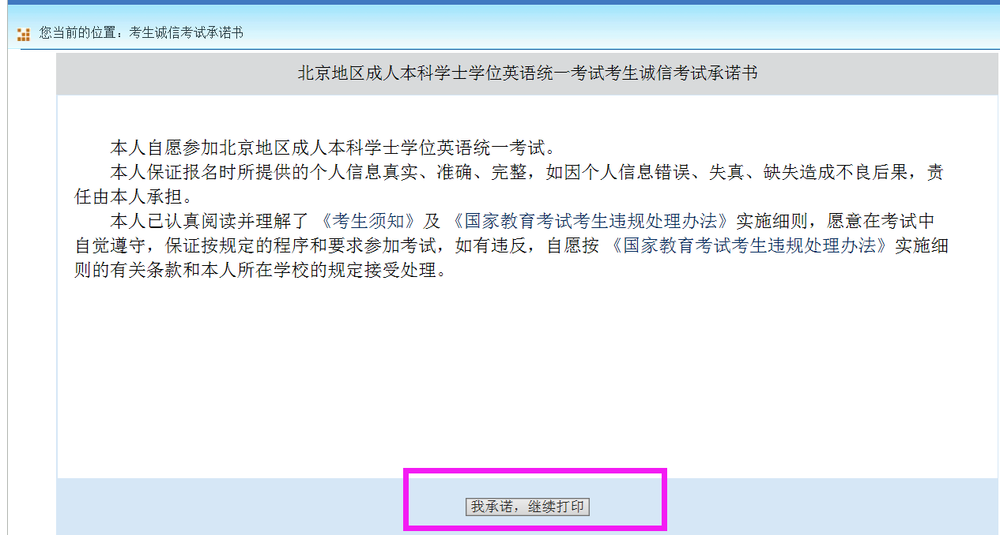 您当前的位置：考生诚信考试承诺书
北京地区成人本科学士学位英语统一考试考生诚信考试承诺书
本人自愿参加北京地区成人本科学士学位英语统一考试。
本人保证报名时所提供的个人信息真实、准确、完整，如因个人信息错误、失真、缺失造成不良后果，责
任由本人承担。
本人已认真阅读并理解了 《考生须知》及 《国家教育考试考生违规处理办法》实施细则，愿意在考试中
自觉遵守，保证按规定的程序和要求参加考试，如有违反，自愿按 《国家教育考试考生违规处理办法》实施细
则的有关条款和本人所在学校的规定接受处理。
我承诺，继续打印